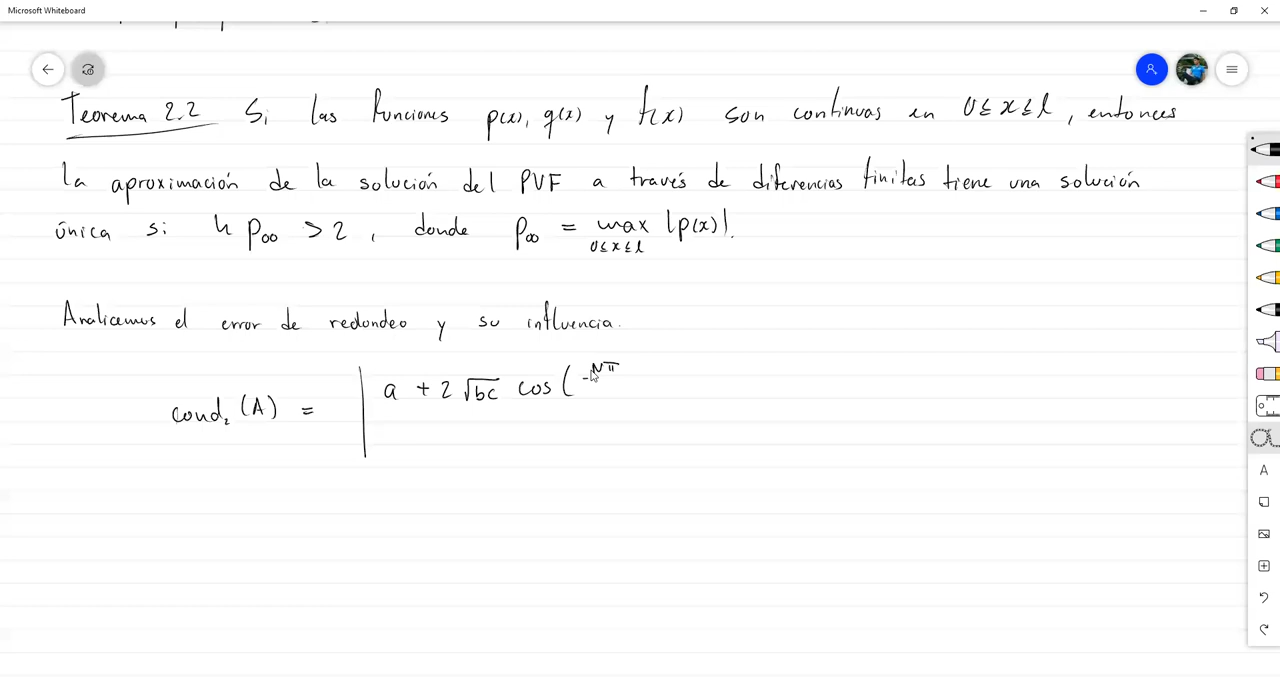 Microsoft Whiteboard
Teorema 2.2 Si las funciones p(x), q(x) y f(x) son continuas en 0 ≤ x ≤ l, entonces
la aproximación de la solución del PVF a través de diferencias finitas tiene una solución
única si h p∞ > 2, donde p∞ = max |p(x)|.
0 ≤ x ≤ l
Analicemos el error de redondeo y su influencia.
cond₂ (A) = | a + 2 √bc cos ( Nπ
A